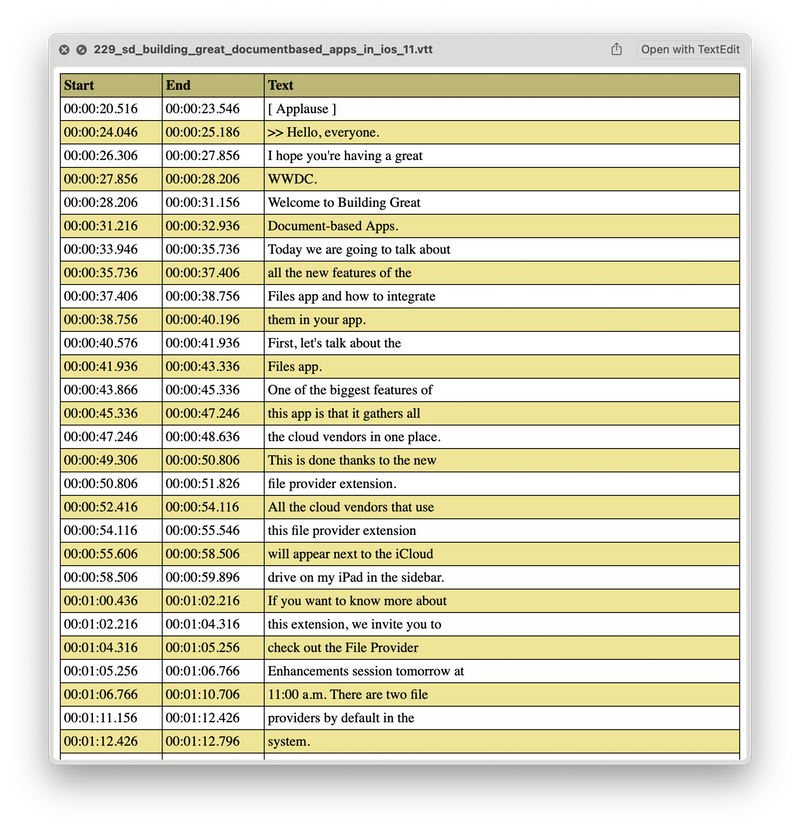 229_sd_building_great_documentbased_apps_in_ios_11.vtt Open with TextEdit
Start End Text
00:00:20.516 00:00:23.546 [ Applause ]
00:00:24.046 00:00:25.186 >> Hello, everyone.
00:00:26.306 00:00:27.856 I hope you're having a great
00:00:27.856 00:00:28.206 WWDC.
00:00:28.206 00:00:31.156 Welcome to Building Great
00:00:31.216 00:00:32.936 Document-based Apps.
00:00:33.946 00:00:35.736 Today we are going to talk about
00:00:35.736 00:00:37.406 all the new features of the
00:00:37.406 00:00:38.756 Files app and how to integrate
00:00:38.756 00:00:40.196 them in your app.
00:00:40.576 00:00:41.936 First, let's talk about the
00:00:41.936 00:00:43.336 Files app.
00:00:43.866 00:00:45.336 One of the biggest features of
00:00:45.336 00:00:47.246 this app is that it gathers all
00:00:47.246 00:00:48.636 the cloud vendors in one place.
00:00:49.306 00:00:50.806 This is done thanks to the new
00:00:50.806 00:00:51.826 file provider extension.
00:00:52.416 00:00:54.116 All the cloud vendors that use
00:00:54.116 00:00:55.546 this file provider extension
00:00:55.606 00:00:58.506 will appear next to the iCloud
00:00:58.506 00:00:59.896 drive on my iPad in the sidebar.
00:01:00.436 00:01:02.216 If you want to know more about
00:01:02.216 00:01:04.316 this extension, we invite you to
00:01:04.316 00:01:05.256 check out the File Provider
00:01:05.256 00:01:06.766 Enhancements session tomorrow at
00:01:06.766 00:01:10.706 11:00 a.m. There are two file
00:01:11.156 00:01:12.426 providers by default in the
00:01:12.426 00:01:12.796 system.